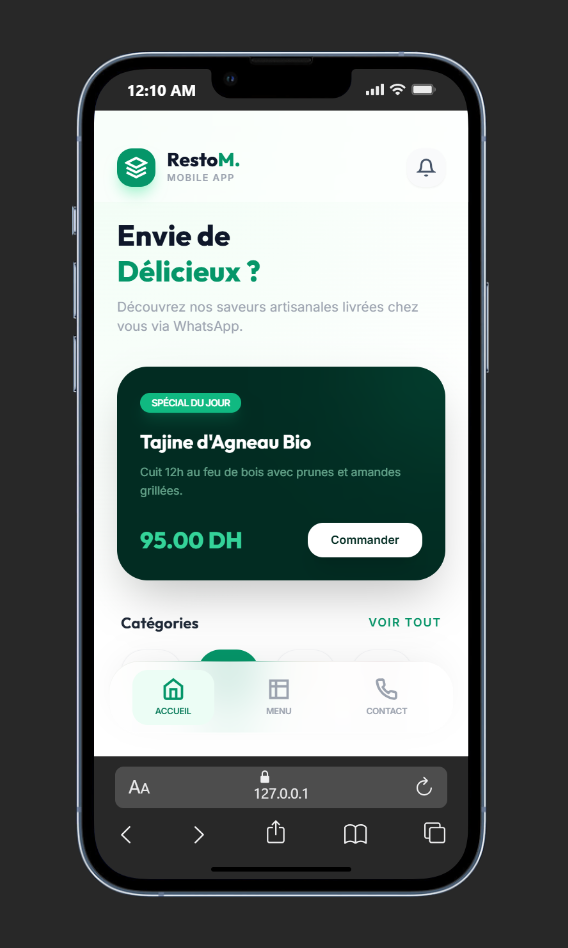 12:10 AM
RestoM.
MOBILE APP
Envie de
Délicieux ?
Découvrez nos saveurs artisanales livrées chez
vous via WhatsApp.
SPÉCIAL DU JOUR
Tajine d'Agneau Bio
Cuit 12h au feu de bois avec prunes et amandes
grillées.
95.00 DH
Commander
Catégories
VOIR TOUT
ACCUEIL
MENU
CONTACT
AA
127.0.0.1